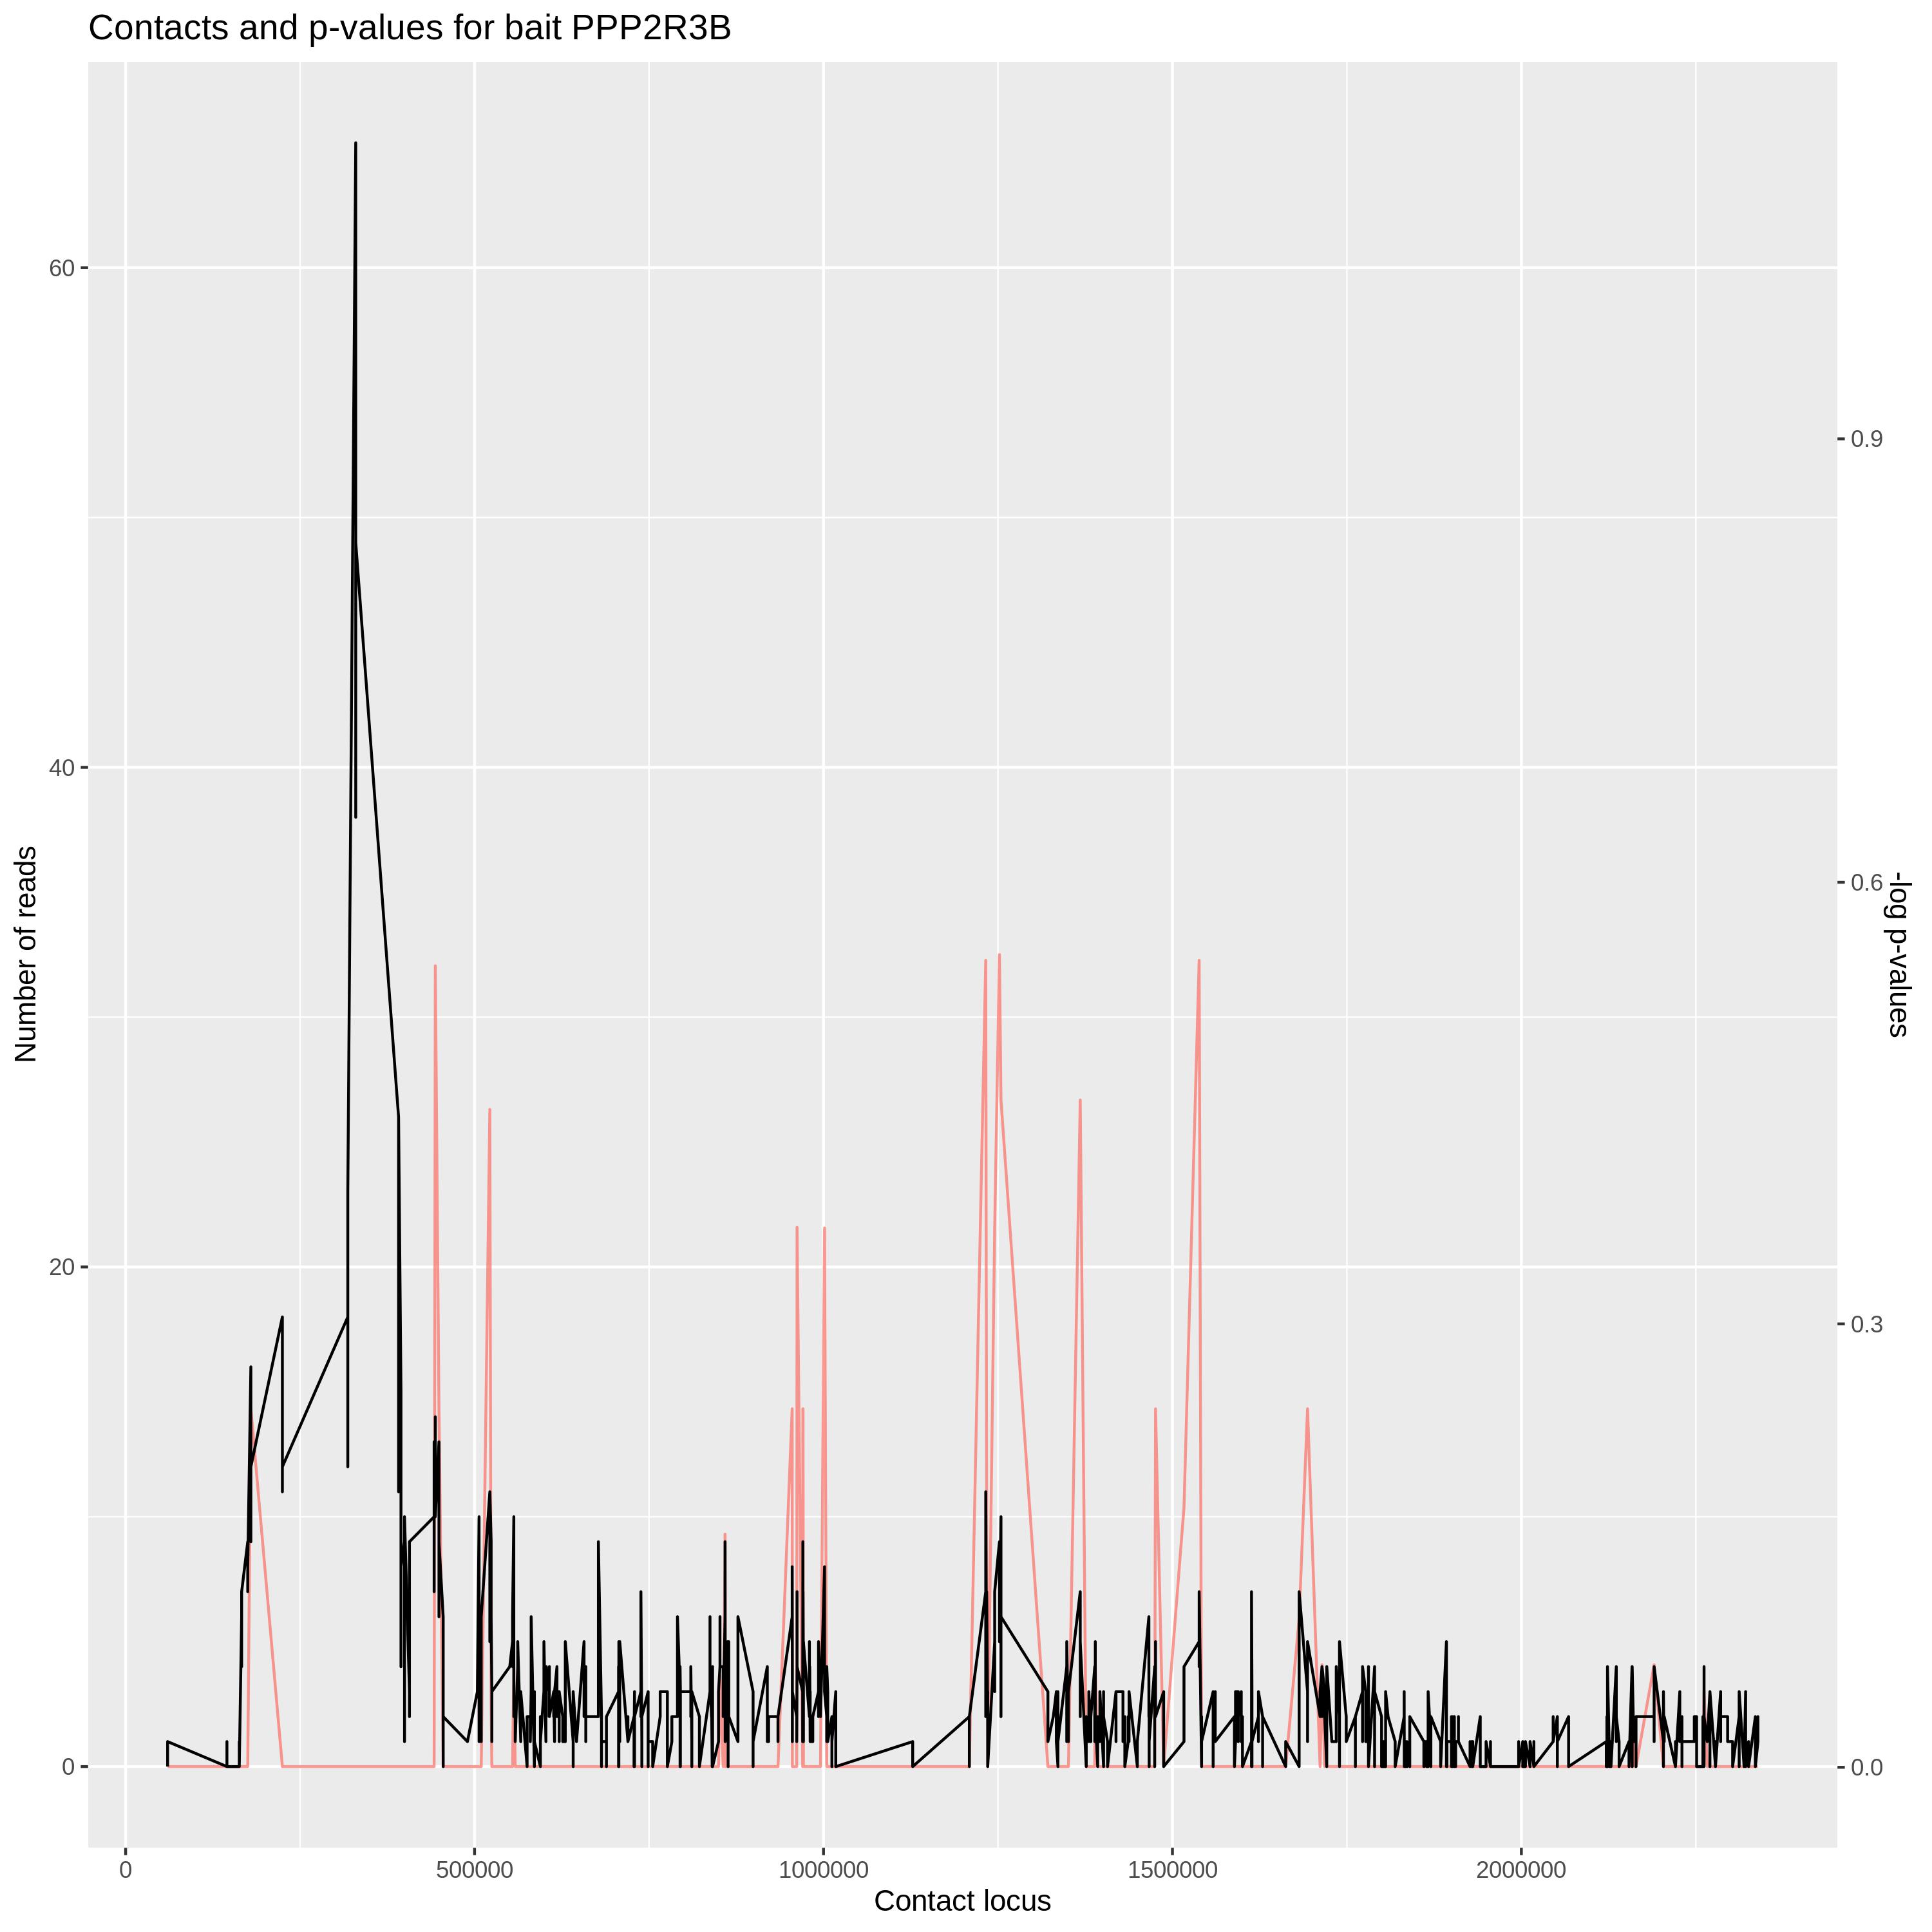 Contacts and p-values for bait PPP2R3B
60
40
20
0
Number of reads
0.9
0.6
0.3
0.0
-log p-values
0 500000 1000000 1500000 2000000
Contact locus